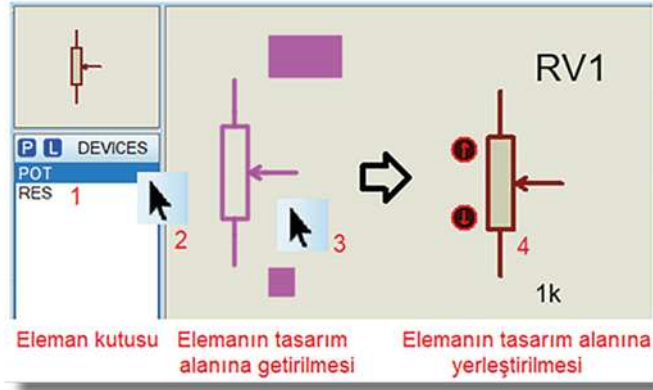 RV1
P L DEVICES
POT
RES 1
2
3
4
1k
Eleman kutusu
Elemanın tasarım
alanına getirilmesi
Elemanın tasarım alanına
yerleştirilmesi